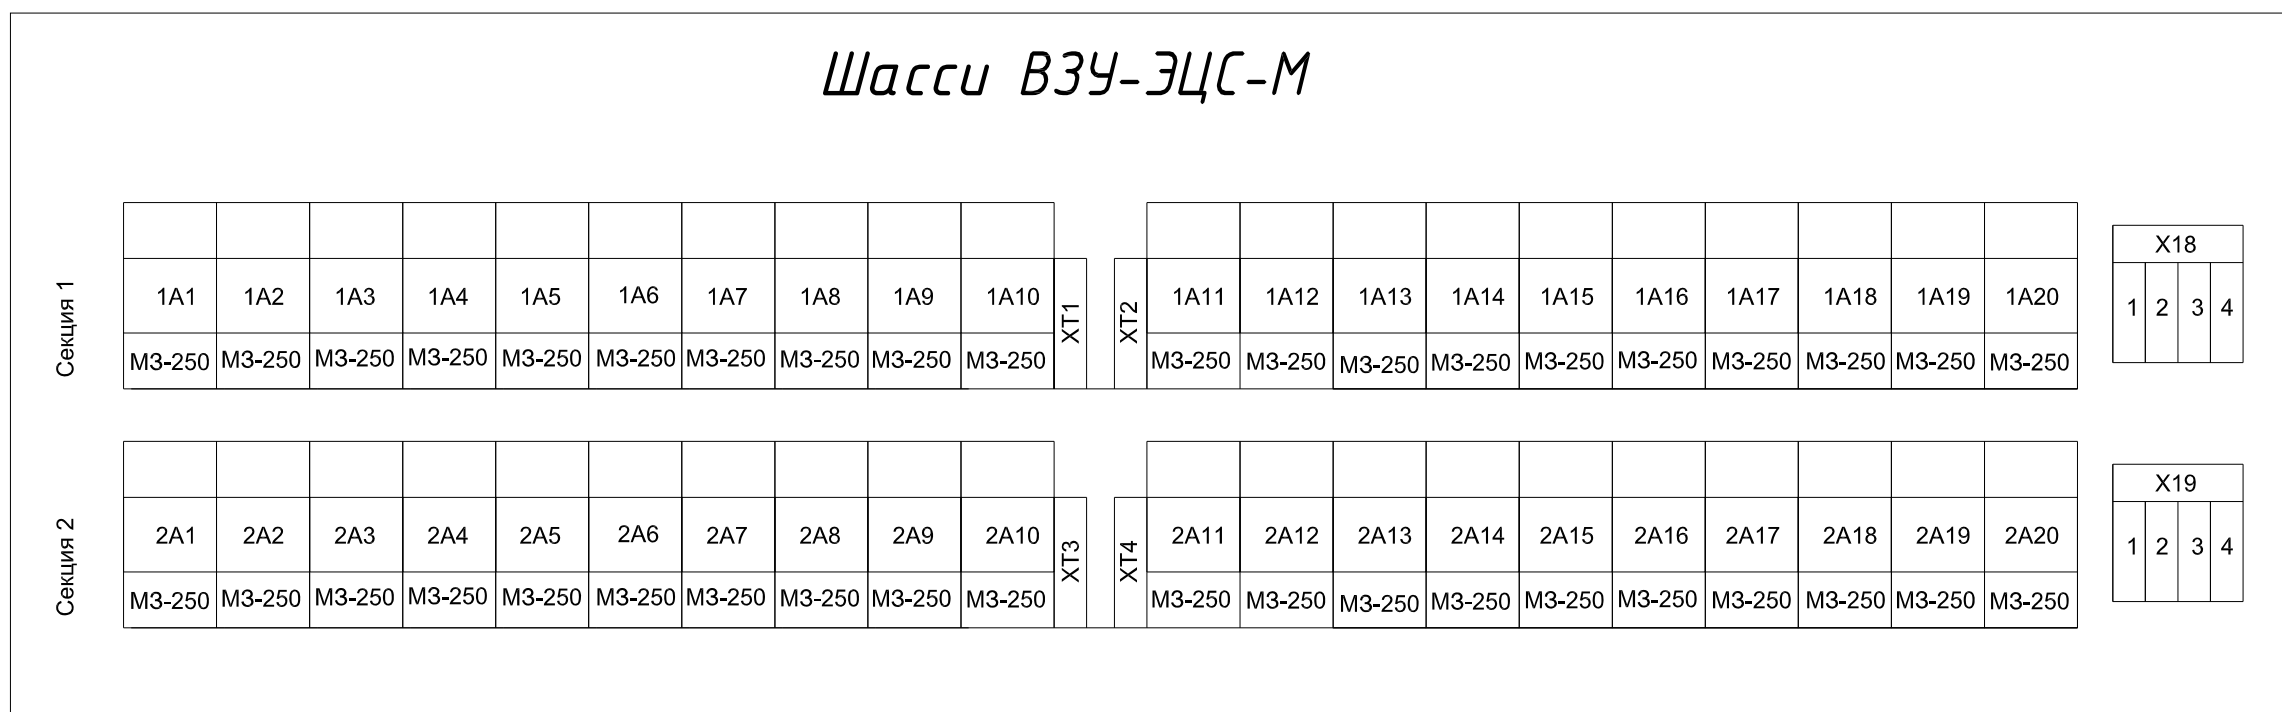 Шасси ВЗУ-ЭЦС-М
Секция 1
1А1 1А2 1А3 1А4 1А5 1А6 1А7 1А8 1А9 1А10 ХТ1 ХТ2 1А11 1А12 1А13 1А14 1А15 1А16 1А17 1А18 1А19 1А20
МЗ-250 МЗ-250 МЗ-250 МЗ-250 МЗ-250 МЗ-250 МЗ-250 МЗ-250 МЗ-250 МЗ-250 МЗ-250 МЗ-250 МЗ-250 МЗ-250 МЗ-250 МЗ-250 МЗ-250 МЗ-250 МЗ-250 МЗ-250
Х18
1 2 3 4
Секция 2
2А1 2А2 2А3 2А4 2А5 2А6 2А7 2А8 2А9 2А10 ХТ3 ХТ4 2А11 2А12 2А13 2А14 2А15 2А16 2А17 2А18 2А19 2А20
МЗ-250 МЗ-250 МЗ-250 МЗ-250 МЗ-250 МЗ-250 МЗ-250 МЗ-250 МЗ-250 МЗ-250 МЗ-250 МЗ-250 МЗ-250 МЗ-250 МЗ-250 МЗ-250 МЗ-250 МЗ-250 МЗ-250 МЗ-250
Х19
1 2 3 4